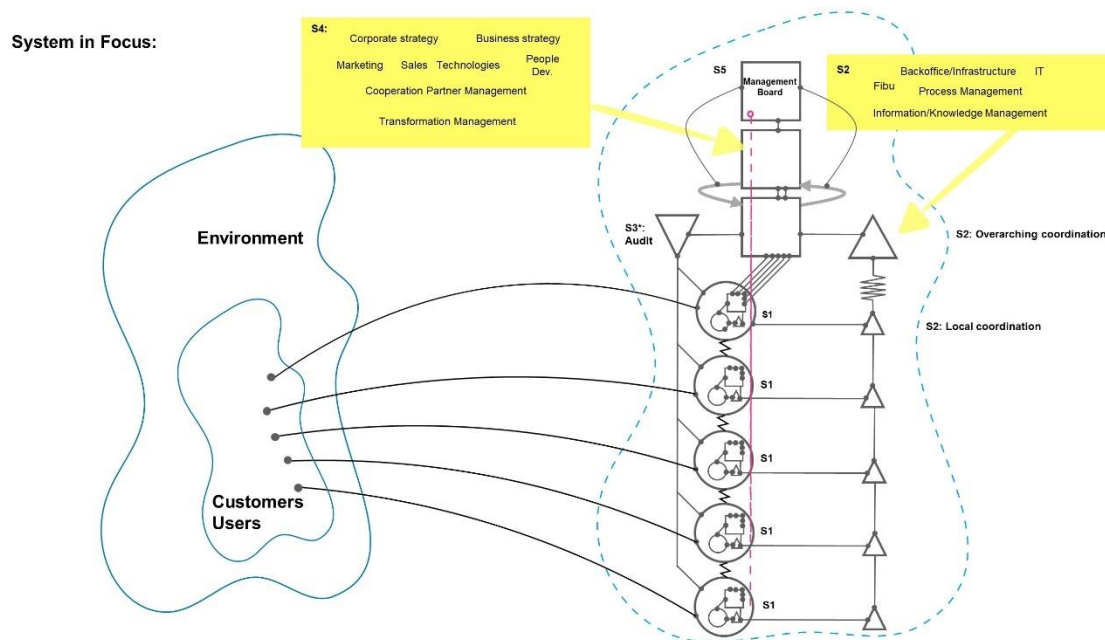 System in Focus:
S4:
Corporate strategy Business strategy
Marketing Sales Technologies People
Dev.
Cooperation Partner Management
Transformation Management
S5
Management
Board
S2
Backoffice/Infrastructure IT
Fibu
Process Management
Information/Knowledge Management
Environment
S3*:
Audit
S2: Overarching coordination
S1
S2: Local coordination
S1
S1
Customers
Users
S1
S1